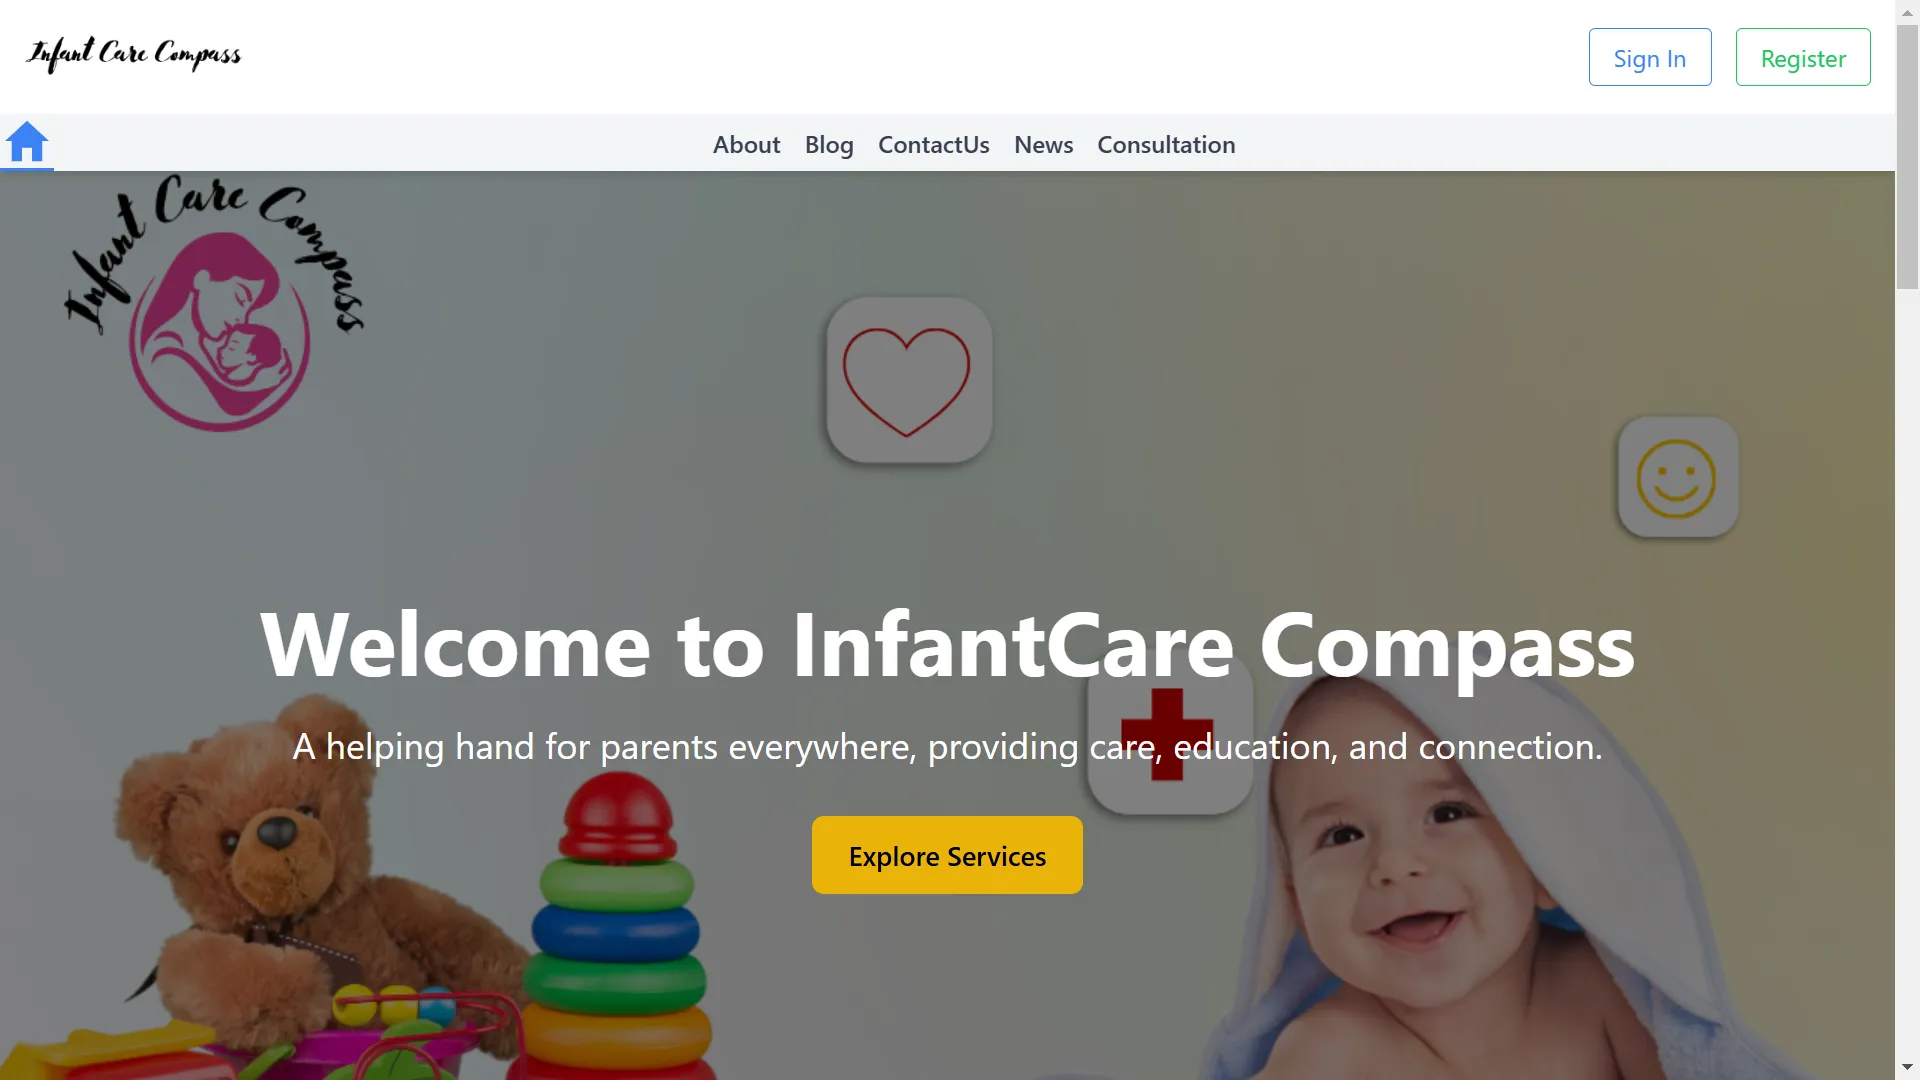 Infant Care Compass
Sign In
Register
About
Blog
ContactUs
News
Consultation
Infant Care Compass
Welcome to InfantCare Compass
A helping hand for parents everywhere, providing care, education, and connection.
Explore Services